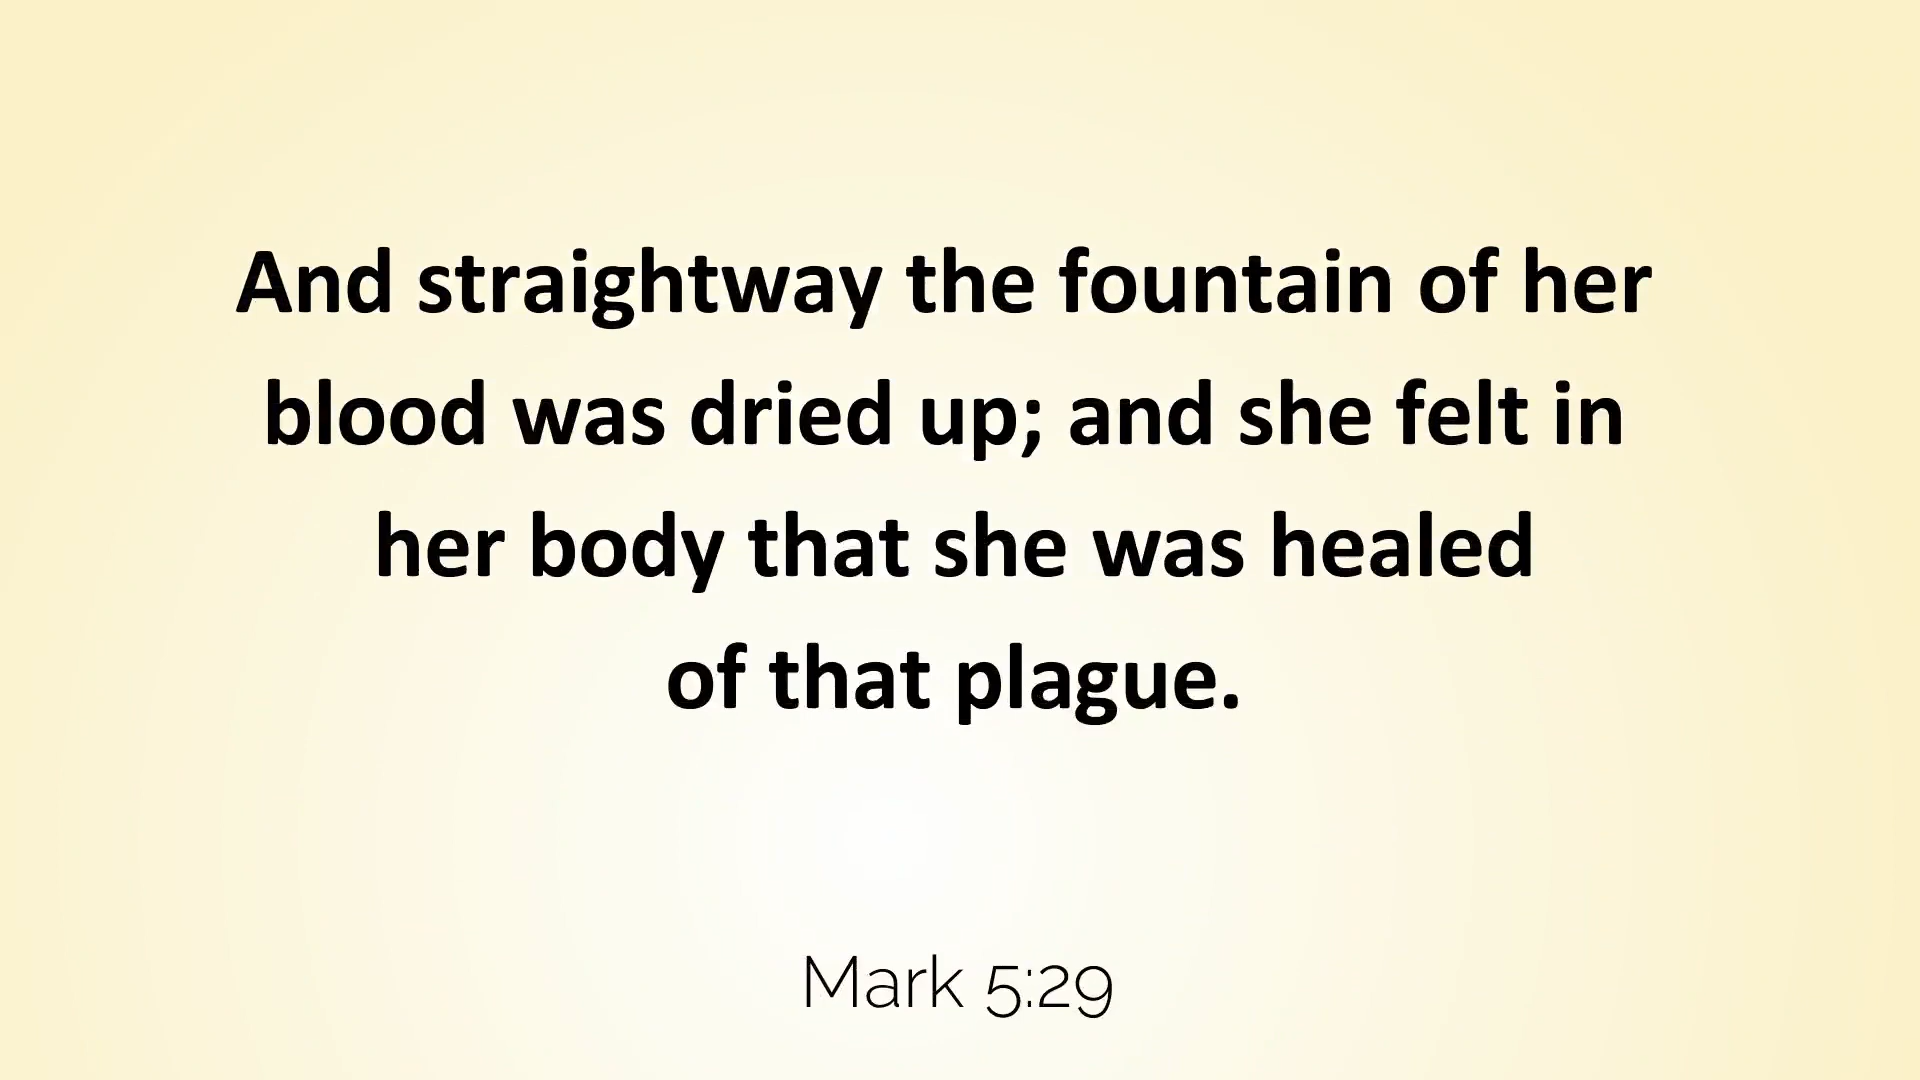 And straightway the fountain of her
blood was dried up; and she felt in
her body that she was healed
of that plague.
Mark 5:29